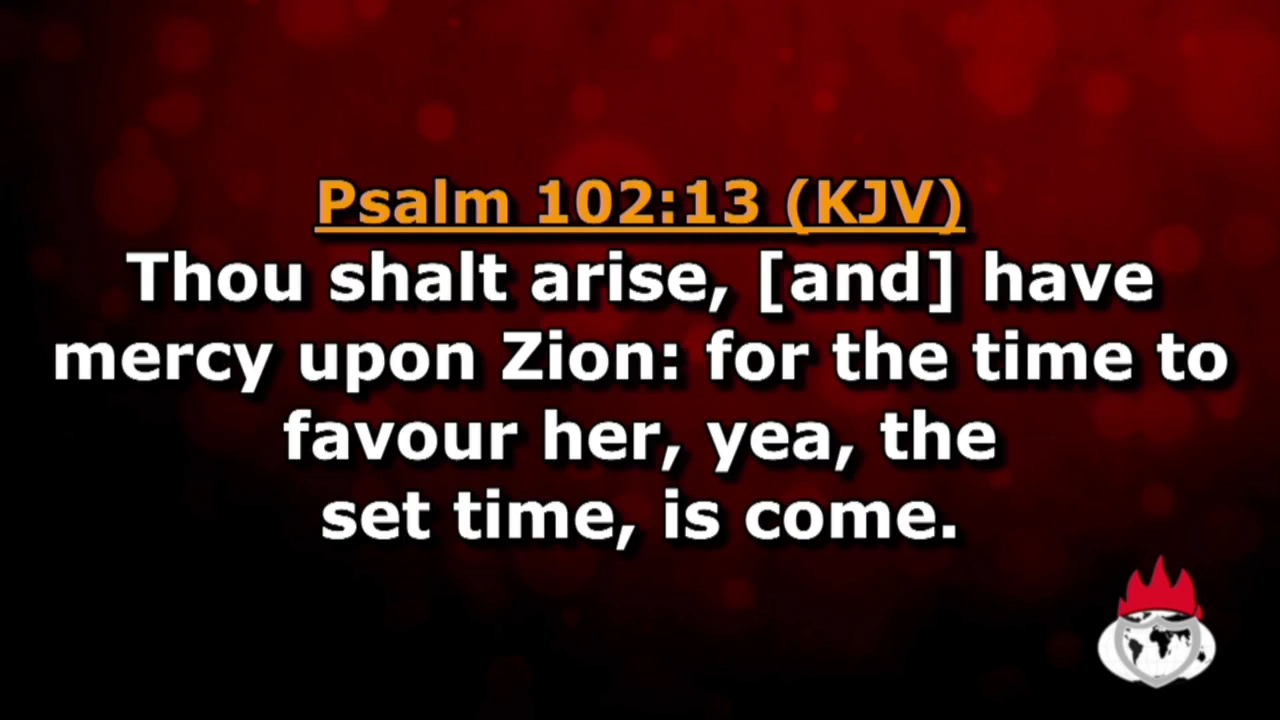 Psalm 102:13 (KJV)
Thou shalt arise, [and] have
mercy upon Zion: for the time to
favour her, yea, the
set time, is come.